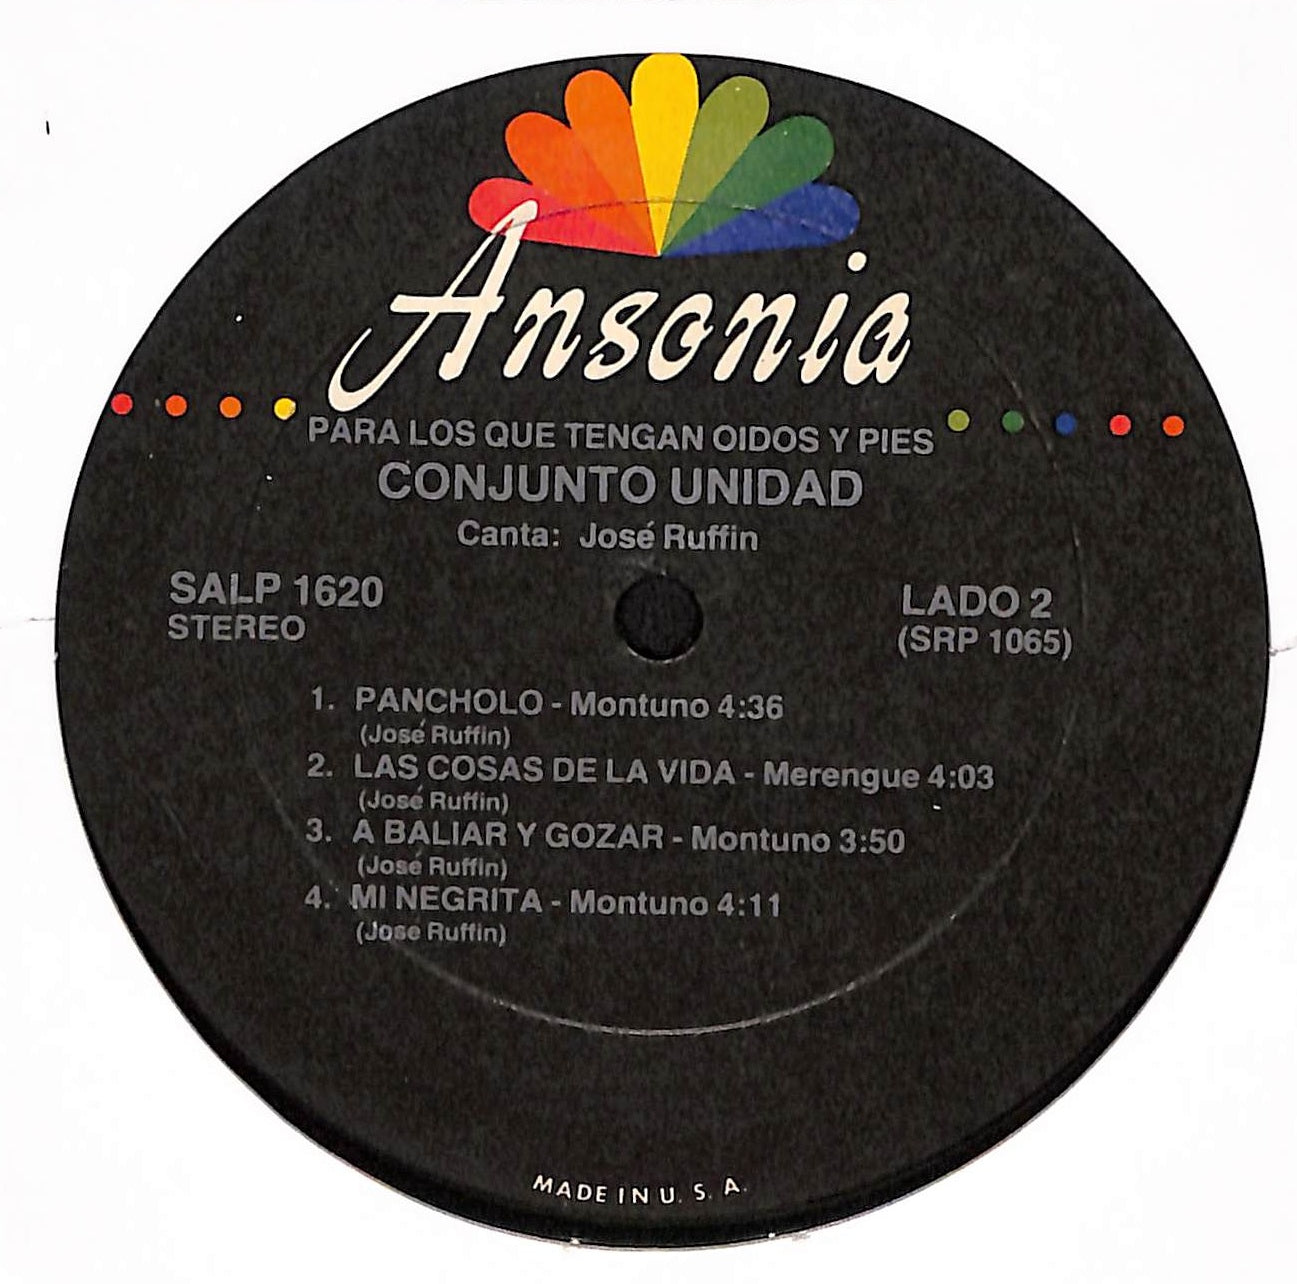 Ansonia
PARA LOS QUE TENGAN OIDOS Y PIES
CONJUNTO UNIDAD
Canta: José Ruffin
SALP 1620
STEREO
LADO 2
(SRP 1065)
1. PANCHOLO - Montuno 4:36
(José Ruffin)
2. LAS COSAS DE LA VIDA - Merengue 4:03
(José Ruffin)
3. A BALIAR Y GOZAR - Montuno 3:50
(José Ruffin)
4. MI NEGRITA - Montuno 4:11
(Jose Ruffin)
MADE IN U. S. A.